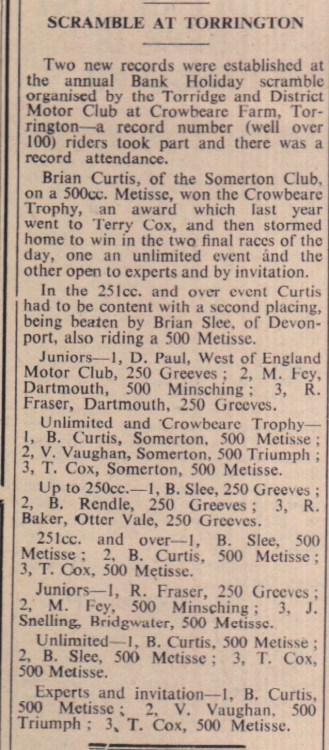 SCRAMBLE AT TORRINGTON
Two new records were established at
the annual Bank Holiday scramble
organised by the Torridge and District
Motor Club at Crowbeare Farm, Tor-
rington—a record number (well over
100) riders took part and there was a
record attendance.
Brian Curtis, of the Somerton Club,
on a 500cc. Metisse, won the Crowbeare
Trophy, an award which last year
went to Terry Cox, and then stormed
home to win in the two final races of the
day, one an unlimited event and the
other open to experts and by invitation.
In the 251cc. and over event Curtis
had to be content with a second placing,
being beaten by Brian Slee, of Devon-
port, also riding a 500 Metisse.
Juniors—1, D. Paul, West of England
Motor Club, 250 Greeves ; 2, M. Fey,
Dartmouth, 500 Minsching ; 3, R.
Fraser, Dartmouth, 250 Greeves.
Unlimited and Crowbeare Trophy—
1, B. Curtis, Somerton, 500 Metisse ;
2, V. Vaughan, Somerton, 500 Triumph ;
3, T. Cox, Somerton, 500 Metisse.
Up to 250cc.—1, B. Slee, 250 Greeves ;
2, B. Rendle, 250 Greeves ; 3, R.
Baker, Otter Vale, 250 Greeves.
251cc. and over—1, B. Slee, 500
Metisse ; 2, B. Curtis, 500 Metisse ;
3, T. Cox, 500 Metisse.
Juniors—1, R. Fraser, 250 Greeves ;
2, M. Fey, 500 Minsching ; 3, J.
Snelling, Bridgwater, 500 Metisse.
Unlimited—1, B. Curtis, 500 Metisse ;
2, B. Slee, 500 Metisse ; 3, T. Cox,
500 Metisse.
Experts and invitation—1, B. Curtis,
500 Metisse ; 2, V. Vaughan, 500
Triumph ; 3, T. Cox, 500 Metisse.